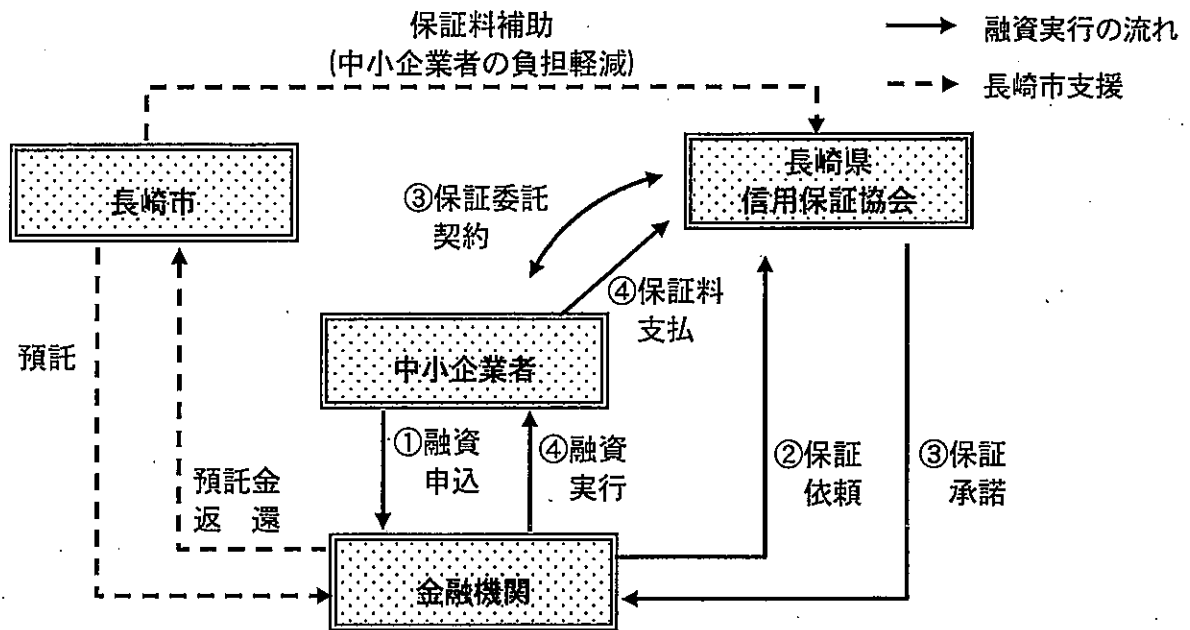 保証料補助
(中小企業者の負担軽減)
融資実行の流れ
長崎市支援
長崎市
長崎県
信用保証協会
③保証委託
契約
④保証料
支払
預託
中小企業者
①融資
申込
④融資
実行
②保証
依頼
③保証
承諾
預託金
返　還
金融機関